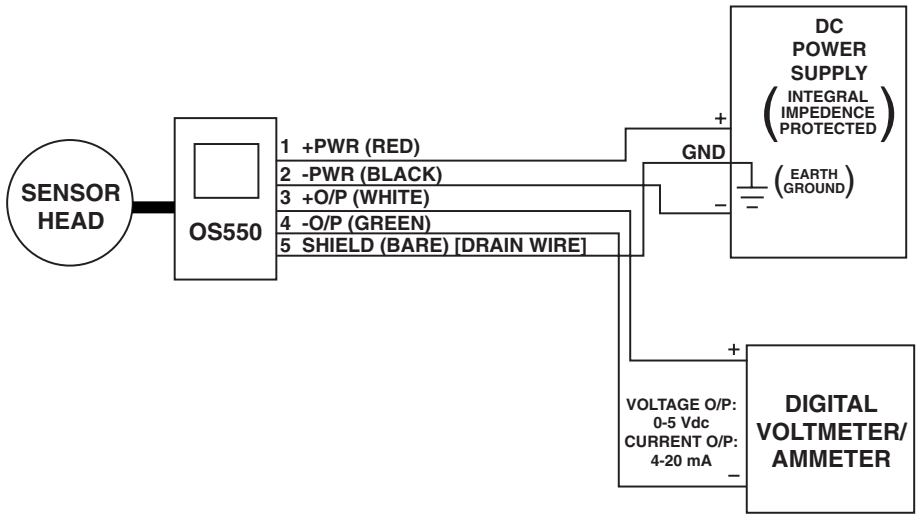 SENSOR
HEAD
OS550
1 +PWR (RED)
2 -PWR (BLACK)
3 +O/P (WHITE)
4 -O/P (GREEN)
5 SHIELD (BARE) [DRAIN WIRE]
DC
POWER
SUPPLY
(INTEGRAL
IMPEDENCE
PROTECTED)
+
GND
(EARTH
GROUND)
–
+
VOLTAGE O/P:
0-5 Vdc
CURRENT O/P:
4-20 mA
–
DIGITAL
VOLTMETER/
AMMETER